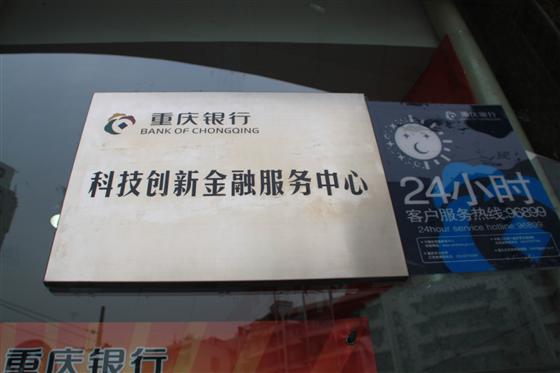 重庆银行
BANK OF CHONGQING
科技创新金融服务中心
重庆银行
24小时
客户服务热线:96899
24hour service hotline 96899
重庆银行